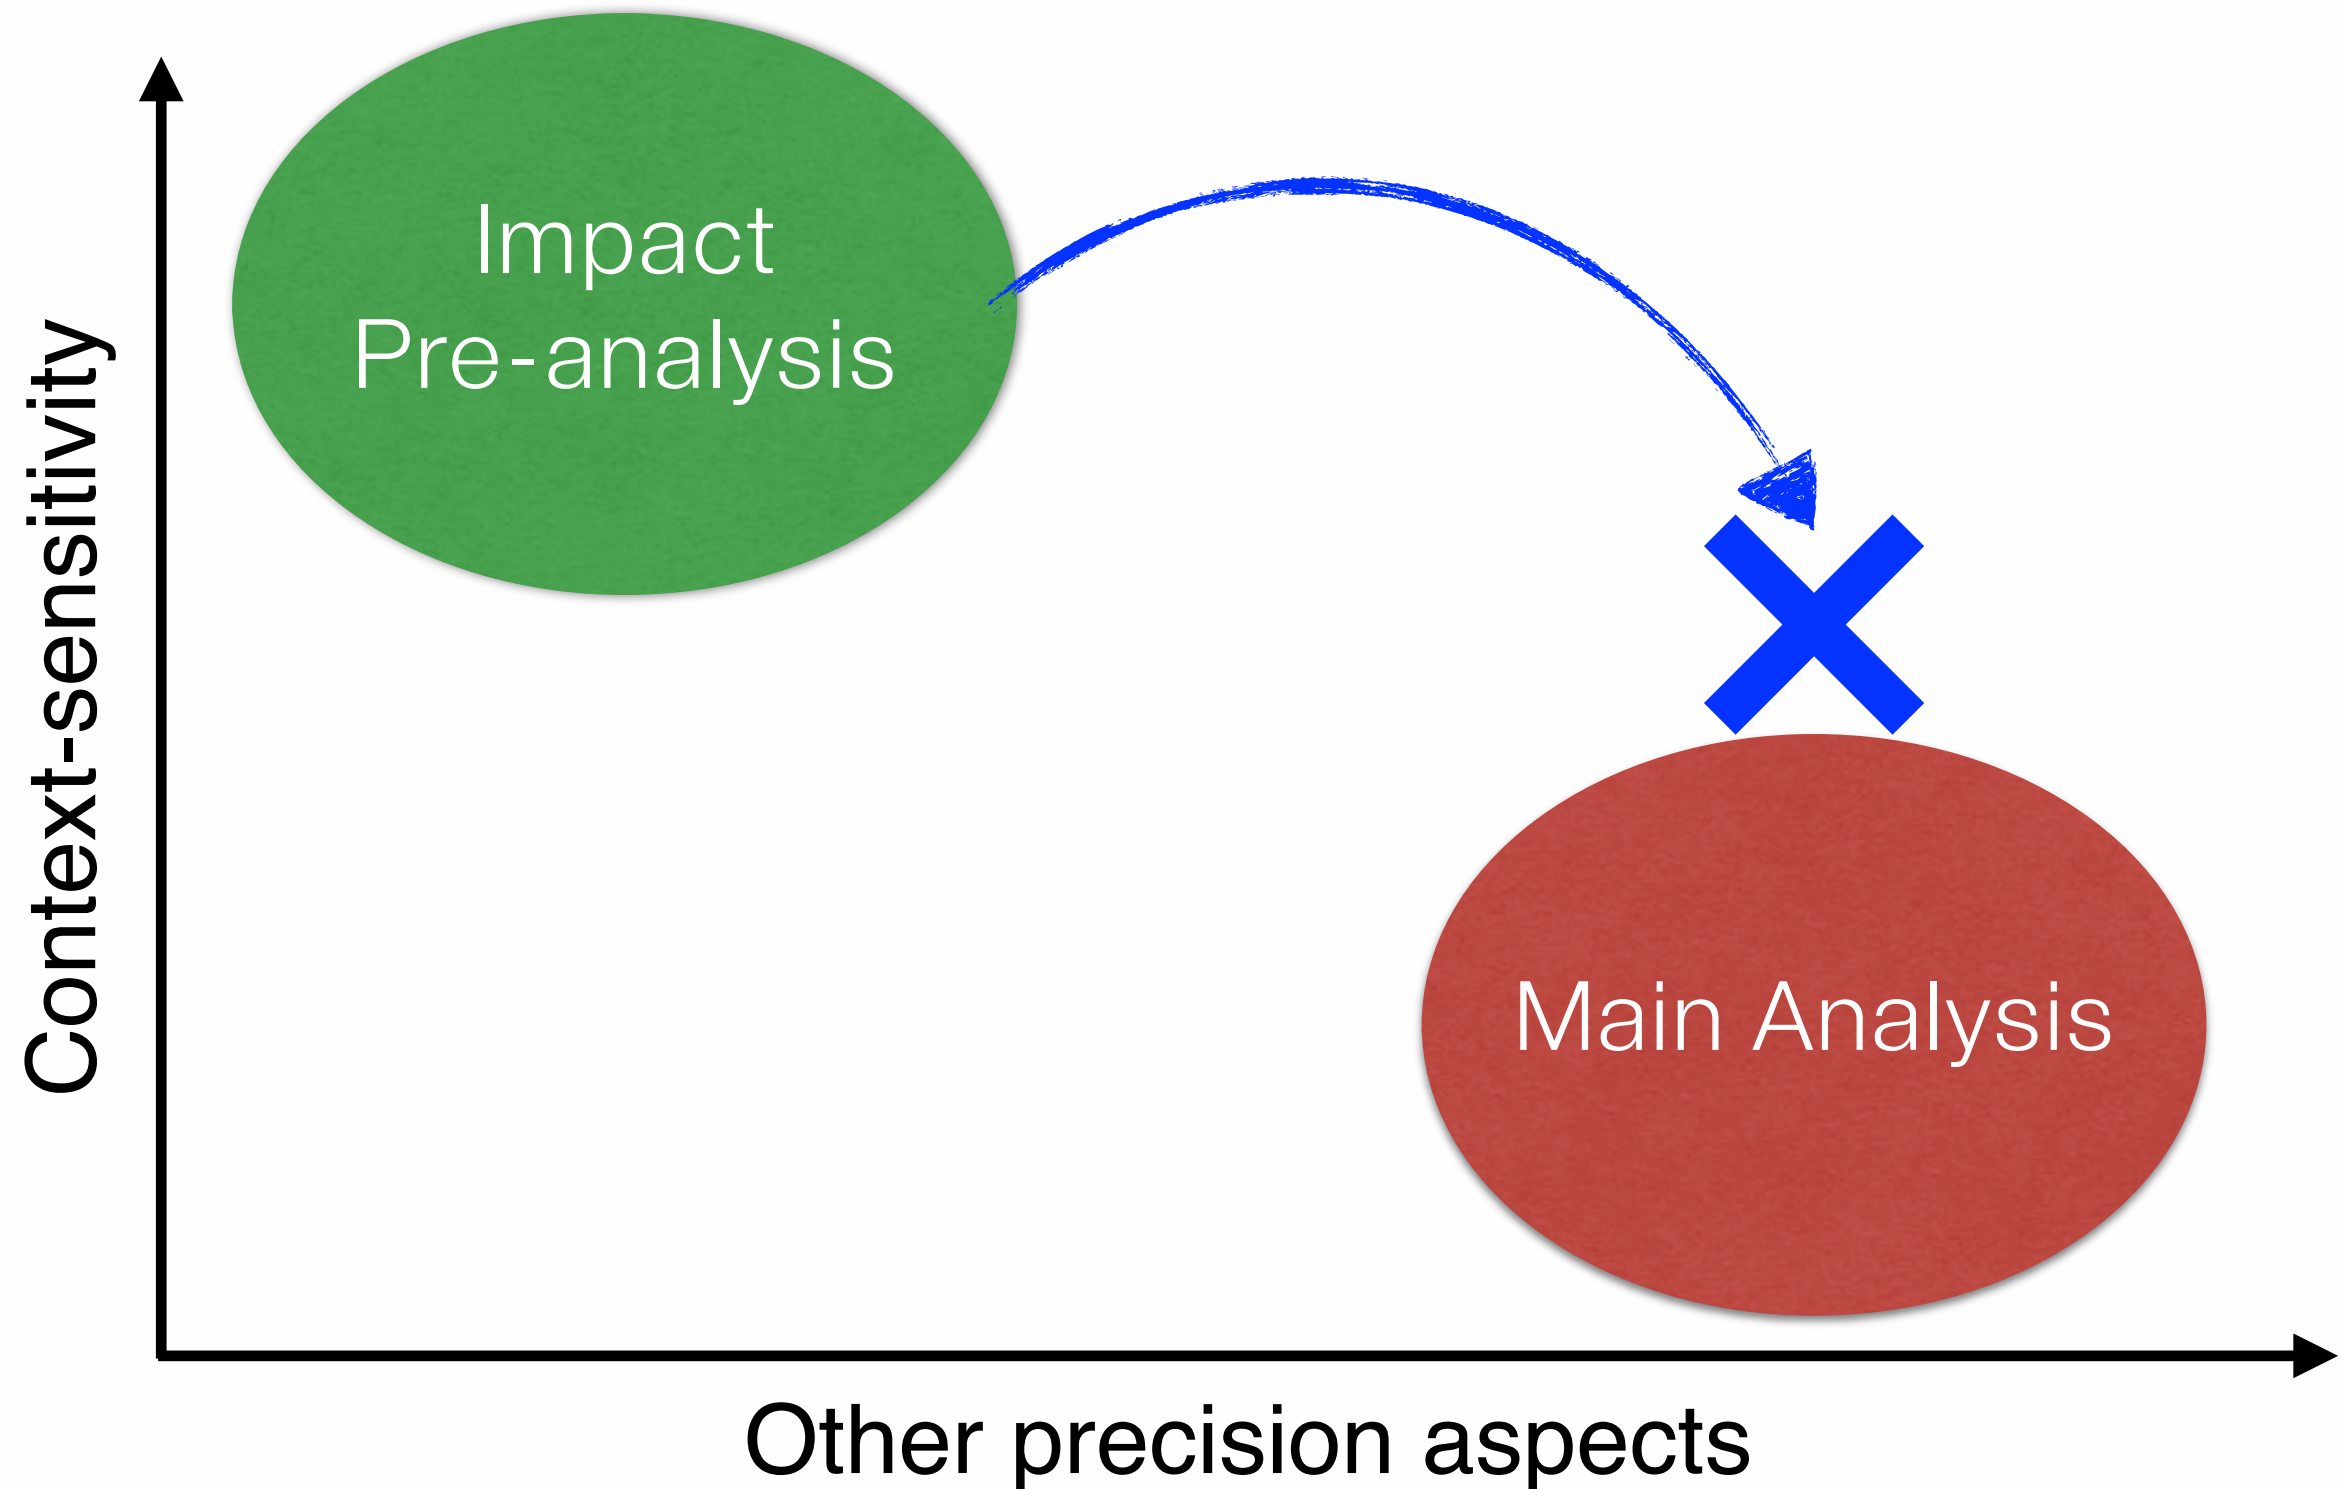 Impact
Pre-analysis
Context-sensitivity
Main Analysis
Other precision aspects